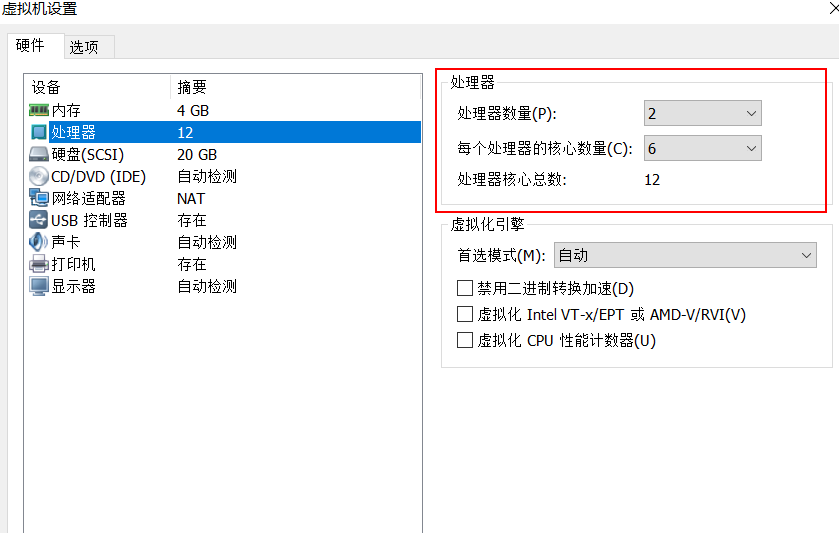 虚拟机设置
硬件 选项
设备 摘要
内存 4 GB
处理器 12
硬盘(SCSI) 20 GB
CD/DVD (IDE) 自动检测
网络适配器 NAT
USB 控制器 存在
声卡 自动检测
打印机 存在
显示器 自动检测
处理器
处理器数量(P): 2
每个处理器的核心数量(C): 6
处理器核心总数: 12
虚拟化引擎
首选模式(M): 自动
禁用二进制转换加速(D)
虚拟化 Intel VT-x/EPT 或 AMD-V/RVI(V)
虚拟化 CPU 性能计数器(U)